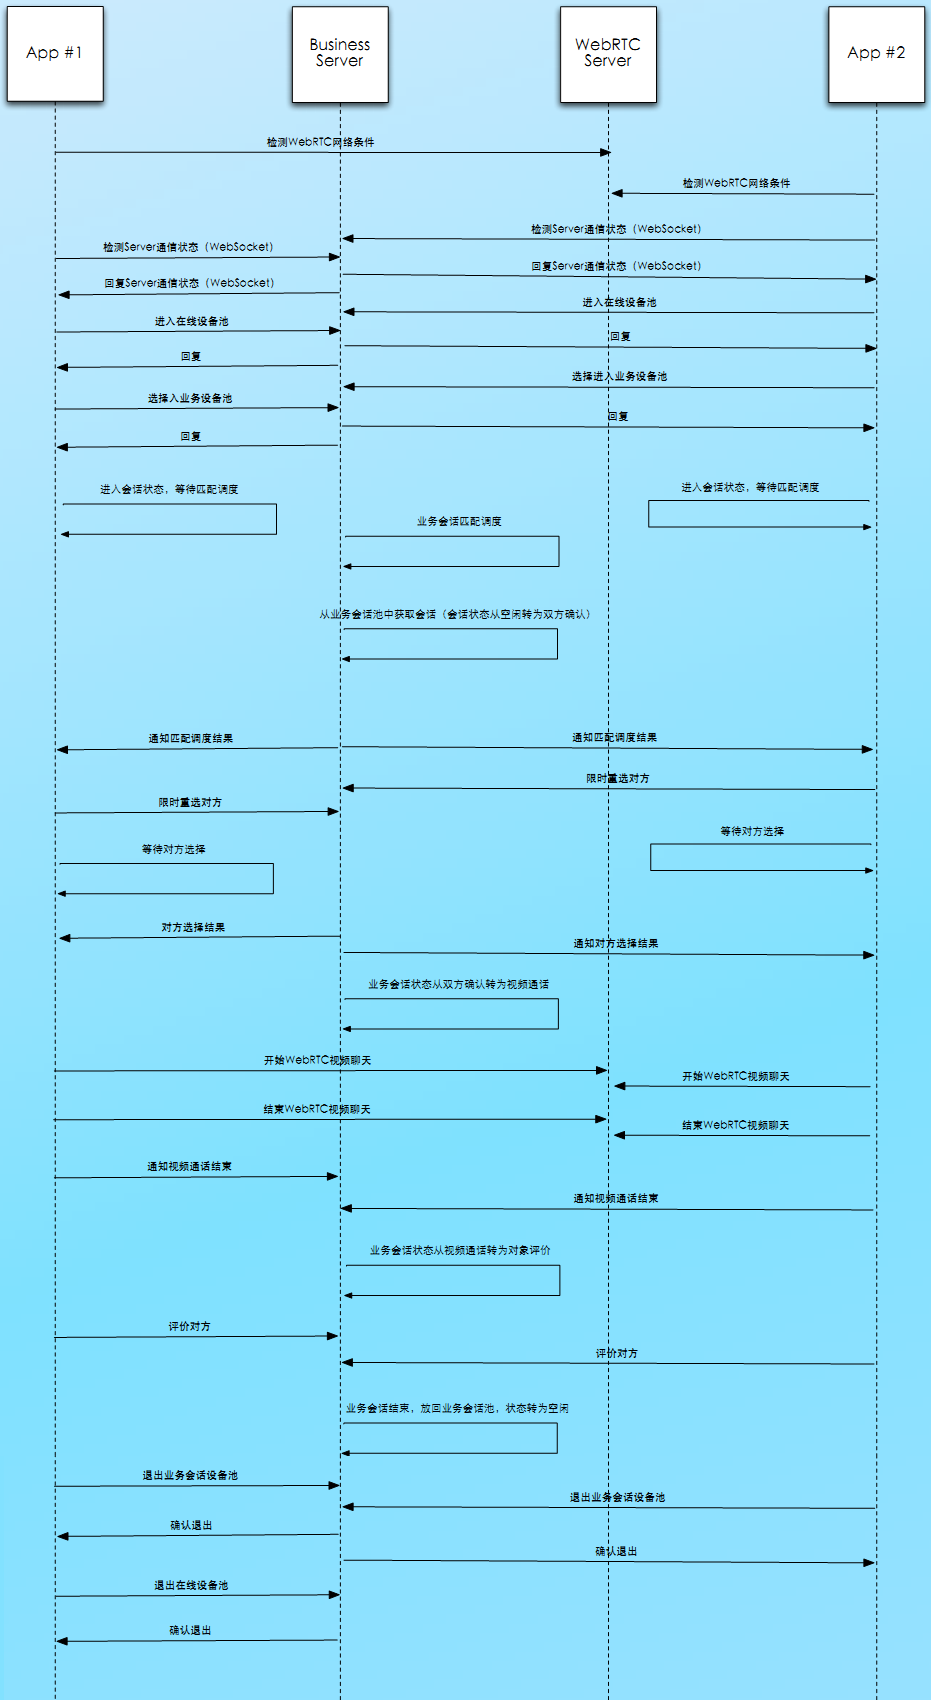 App #1
Business
Server
WebRTC
Server
App #2
检测WebRTC网络条件
检测WebRTC网络条件
检测Server通信状态（WebSocket）
检测Server通信状态（WebSocket）
回复Server通信状态（WebSocket）
回复Server通信状态（WebSocket）
进入在线设备池
进入在线设备池
回复
回复
选择进入业务设备池
选择入业务设备池
回复
回复
进入会话状态，等待匹配调度
进入会话状态，等待匹配调度
业务会话匹配调度
从业务会话池中获取会话（会话状态从空闲转为双方确认）
通知匹配调度结果
通知匹配调度结果
限时重选对方
限时重选对方
等待对方选择
等待对方选择
对方选择结果
通知对方选择结果
业务会话状态从双方确认转为视频通话
开始WebRTC视频聊天
开始WebRTC视频聊天
结束WebRTC视频聊天
结束WebRTC视频聊天
通知视频通话结束
通知视频通话结束
业务会话状态从视频通话转为对象评价
评价对方
评价对方
业务会话结束，放回业务会话池，状态转为空闲
退出业务会话设备池
退出业务会话设备池
确认退出
确认退出
退出在线设备池
确认退出